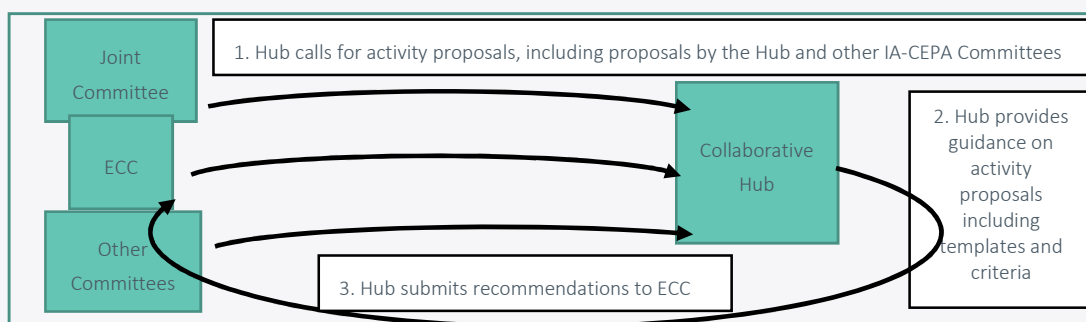 Joint
Committee
1. Hub calls for activity proposals, including proposals by the Hub and other IA-CEPA Committees
ECC
Collaborative
Hub
2. Hub provides
guidance on
activity
proposals
including
templates and
criteria
Other
Committees
3. Hub submits recommendations to ECC